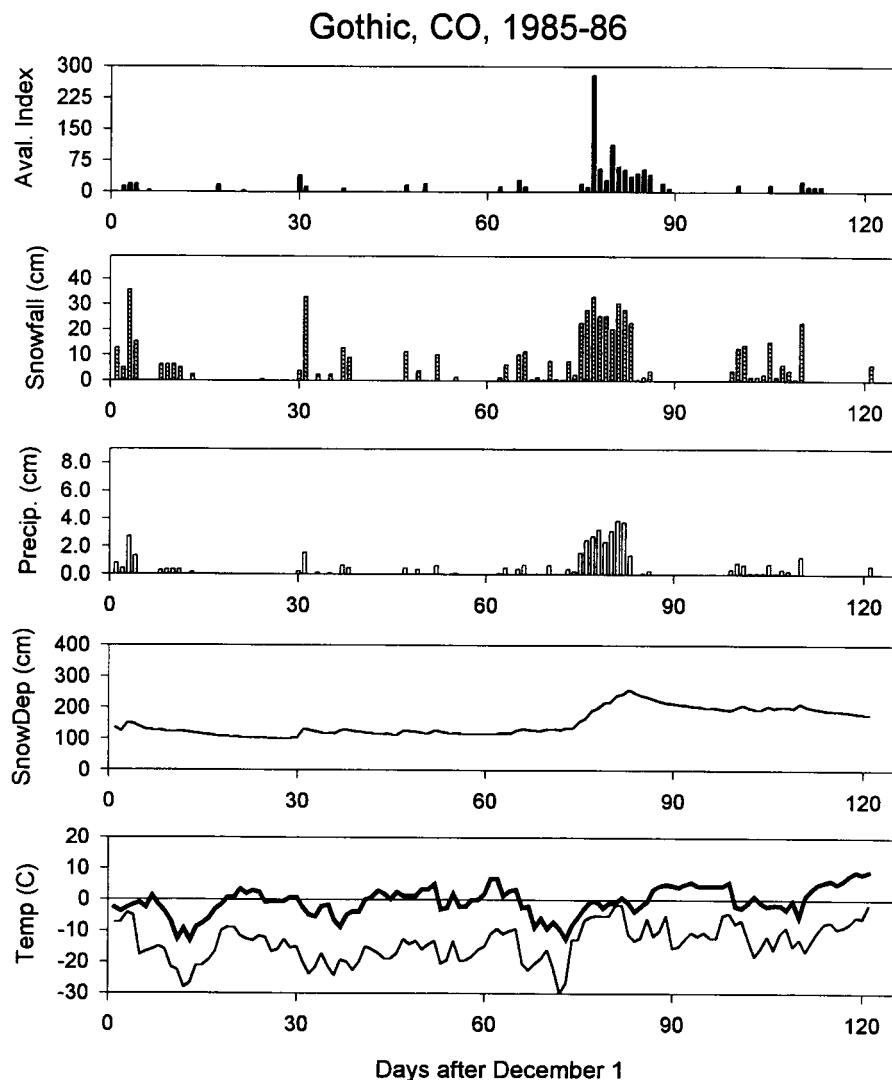 Gothic, CO, 1985-86
Aval. Index
300
225
150
75
0
0 30 60 90 120
Snowfall (cm)
40
30
20
10
0
0 30 60 90 120
Precip. (cm)
8.0
6.0
4.0
2.0
0.0
0 30 60 90 120
SnowDep (cm)
400
300
200
100
0
0 30 60 90 120
Temp (C)
20
10
0
-10
-20
-30
0 30 60 90 120
Days after December 1